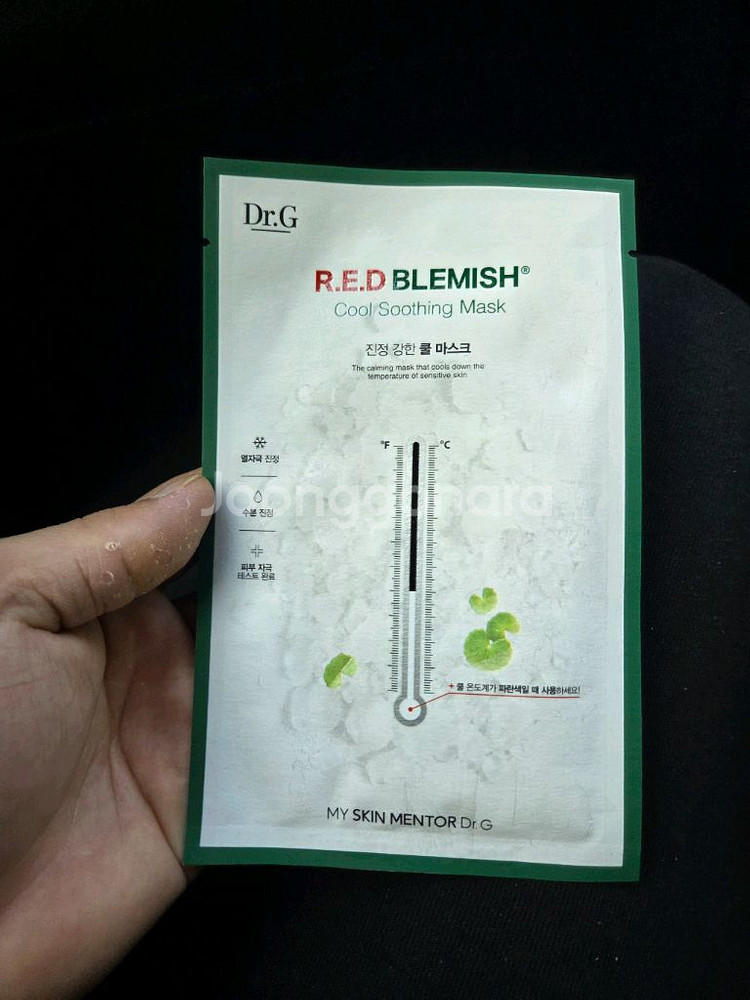 Dr.G
R.E.D BLEMISH®
Cool Soothing Mask
진정 강한 쿨 마스크
The calming mask that cools down the
temperature of sensitive skin
°F
°C
열자극 진정
수분 진정
피부 자극
테스트 완료
Joonggonara
+ 쿨 온도계가 파란색일 때 사용하세요!
MY SKIN MENTOR Dr.G